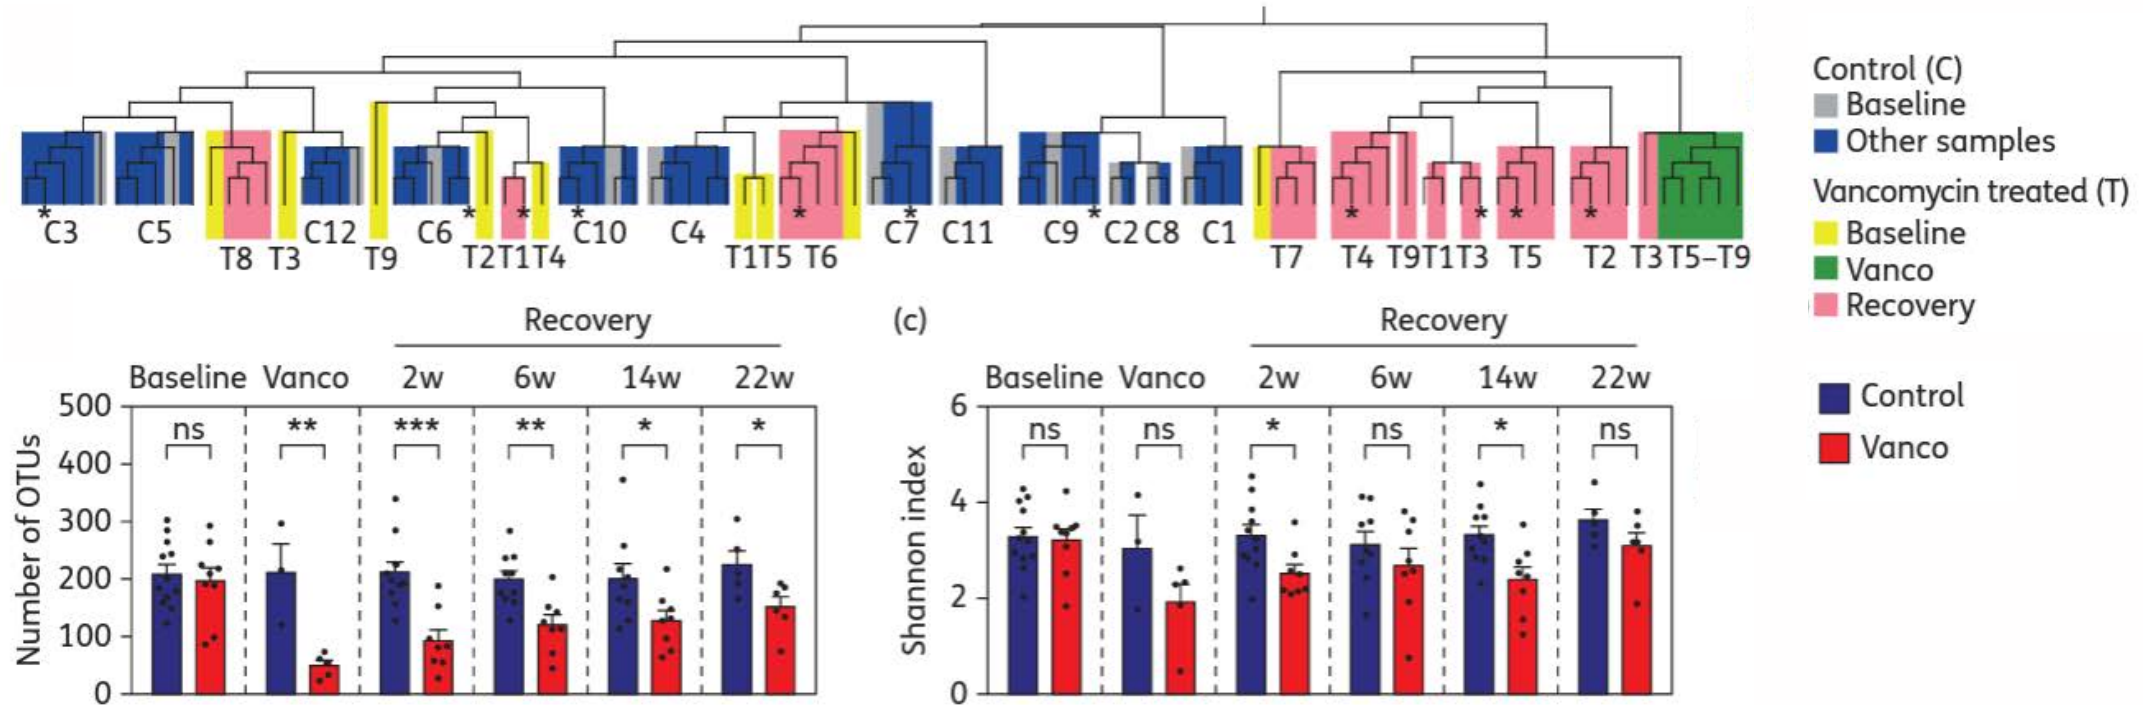 Control (C)
Baseline
Other samples
Vancomycin treated (T)
Baseline
Vanco
Recovery
* * * * * * * * * * *
C3 C5 C12 C6 C10 C4 C7 C11 C9 C2 C8 C1
T8 T3 T9 T2 T1 T4 T1 T5 T6 T7 T4 T9 T1 T3 T5 T2 T3 T5–T9
Recovery
Baseline Vanco 2w 6w 14w 22w
ns ** *** ** * *
Number of OTUs
500
400
300
200
100
0
(c)
Recovery
Baseline Vanco 2w 6w 14w 22w
ns ns * ns * ns
Shannon index
6
4
2
0
Control
Vanco